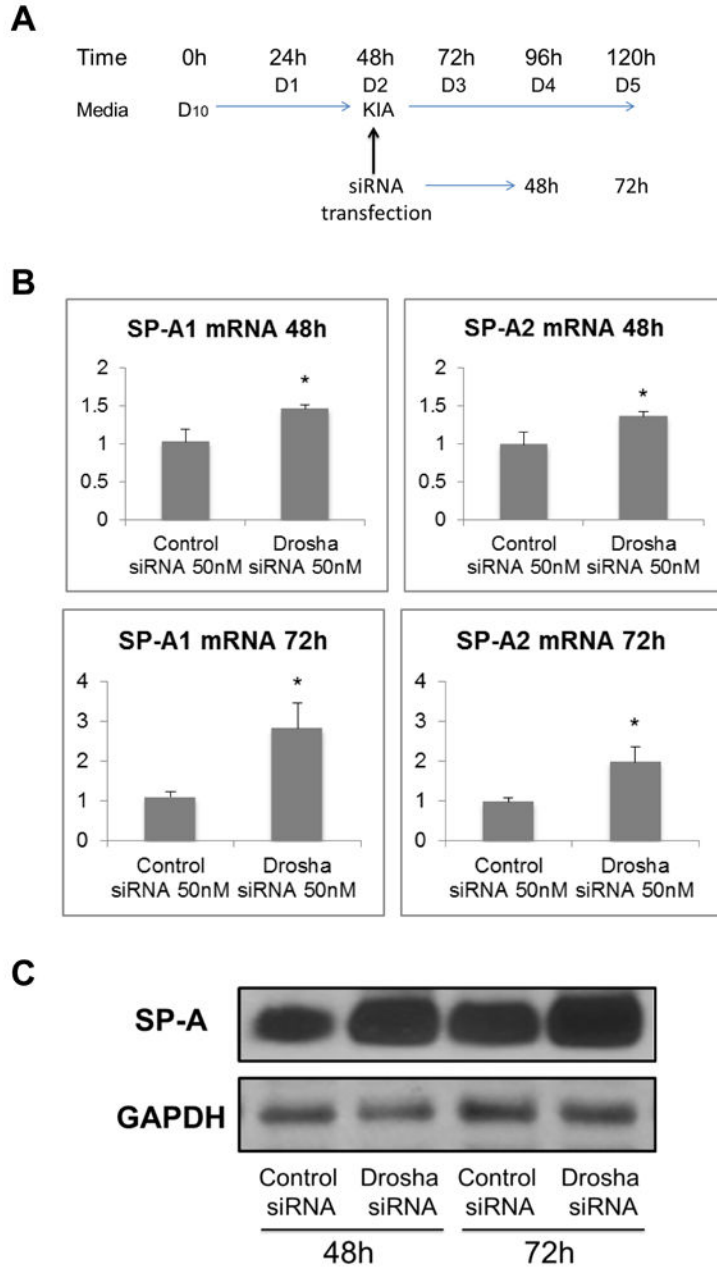 A
Time 0h 24h 48h 72h 96h 120h
D1 D2 D3 D4 D5
Media D10 KIA
siRNA 48h 72h
transfection
B
SP-A1 mRNA 48h
2
1.5
*
1
0.5
0
Control Drosha
siRNA 50nM siRNA 50nM
SP-A2 mRNA 48h
2
1.5
*
1
0.5
0
Control Drosha
siRNA 50nM siRNA 50nM
SP-A1 mRNA 72h
4
*
3
2
1
0
Control Drosha
siRNA 50nM siRNA 50nM
SP-A2 mRNA 72h
4
3
*
2
1
0
Control Drosha
siRNA 50nM siRNA 50nM
C
SP-A
GAPDH
Control Drosha Control Drosha
siRNA siRNA siRNA siRNA
48h 72h